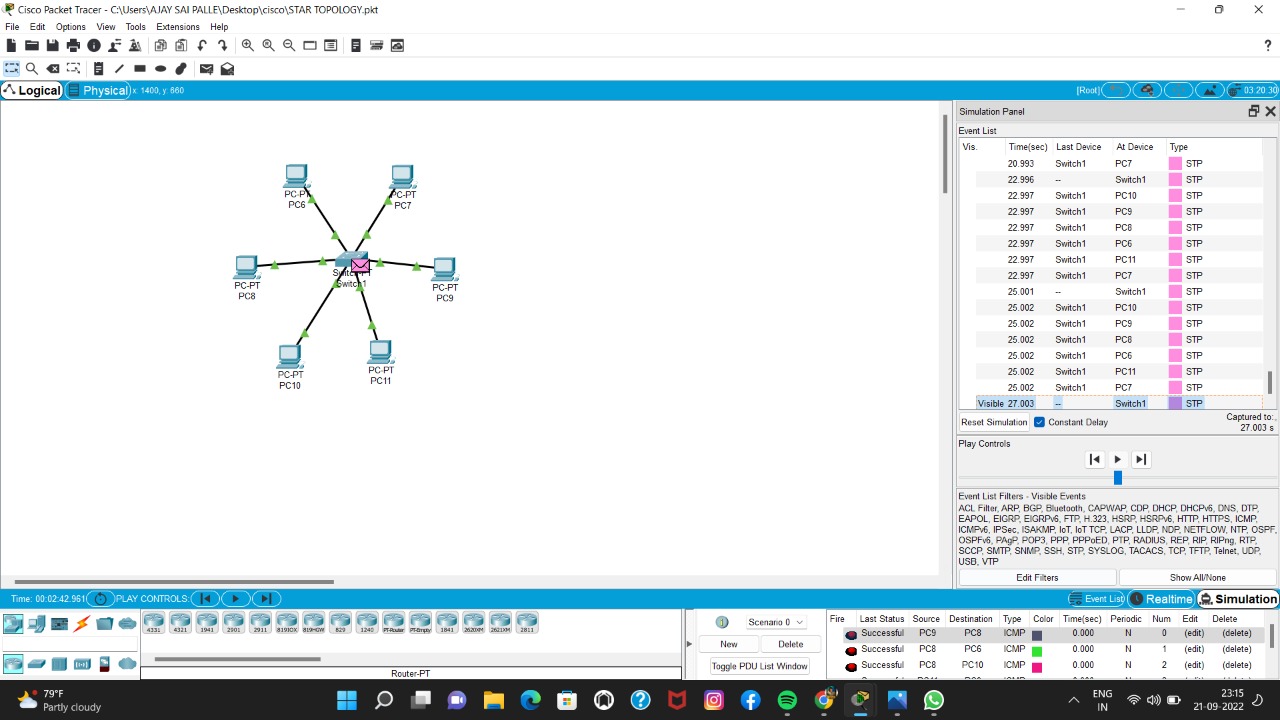 Cisco Packet Tracer - C:\Users\AJAY SAI PALLE\Desktop\cisco\STAR TOPOLOGY.pkt
File Edit Options View Tools Extensions Help
?
Logical Physical x: 1400, y: 660 [Root] 03:20:30
PC-PT
PC6
PC-PT
PC7
PC-PT
PC8
Switch1
PC-PT
PC9
PC-PT
PC10
PC-PT
PC11
Simulation Panel
Event List
Vis. Time(sec) Last Device At Device Type
20.993 Switch1 PC7 STP
22.996 -- Switch1 STP
22.997 Switch1 PC10 STP
22.997 Switch1 PC9 STP
22.997 Switch1 PC8 STP
22.997 Switch1 PC6 STP
22.997 Switch1 PC11 STP
22.997 Switch1 PC7 STP
25.001 -- Switch1 STP
25.002 Switch1 PC10 STP
25.002 Switch1 PC9 STP
25.002 Switch1 PC8 STP
25.002 Switch1 PC6 STP
25.002 Switch1 PC11 STP
25.002 Switch1 PC7 STP
Visible 27.003 -- Switch1 STP
Reset Simulation Constant Delay Captured to:
27.003 s
Play Controls
Event List Filters - Visible Events
ACL Filter, ARP, BGP, Bluetooth, CAPWAP, CDP, DHCP, DHCPv6, DNS, DTP,
EAPOL, EIGRP, EIGRPv6, FTP, H.323, HSRP, HSRPv6, HTTP, HTTPS, ICMP,
ICMPv6, IPSec, ISAKMP, IoT, IoT TCP, LACP, LLDP, NDP, NETFLOW, NTP, OSPF,
OSPFv6, PAgP, POP3, PPP, PPPoED, PTP, RADIUS, REP, RIP, RIPng, RTP,
SCCP, SMTP, SNMP, SSH, STP, SYSLOG, TACACS, TCP, TFTP, Telnet, UDP,
USB, VTP
Edit Filters Show All/None
Time: 00:02:42.961 PLAY CONTROLS: Event List Realtime Simulation
4331 4321 1941 2901 2911 819IOX 819HGW 829 1240 PT-Router PT-Empty 1841 2620XM 2621XM 2811
Router-PT
Scenario 0
New Delete
Toggle PDU List Window
Fire Last Status Source Destination Type Color Time(sec) Periodic Num Edit Delete
Successful PC9 PC8 ICMP 0.000 N 0 (edit) (delete)
Successful PC8 PC6 ICMP 0.000 N 1 (edit) (delete)
Successful PC8 PC10 ICMP 0.000 N 2 (edit) (delete)
79°F
Partly cloudy
ENG
IN
23:15
21-09-2022